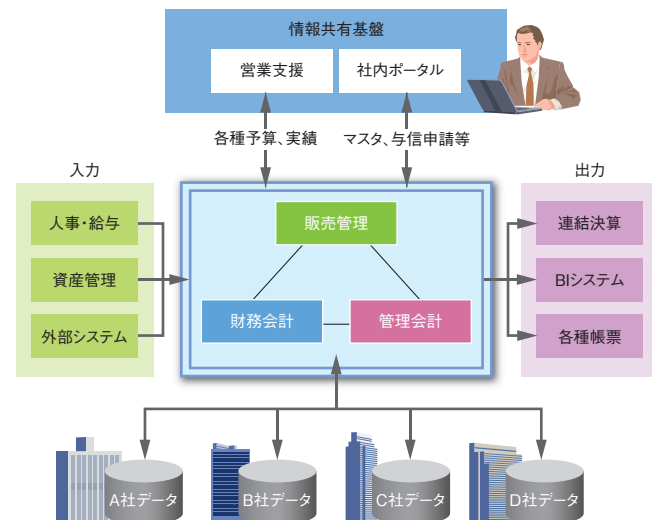 情報共有基盤
営業支援
社内ポータル
各種予算、実績
マスタ、与信申請等
入力
人事・給与
資産管理
外部システム
販売管理
財務会計
管理会計
出力
連結決算
BIシステム
各種帳票
A社データ
B社データ
C社データ
D社データ